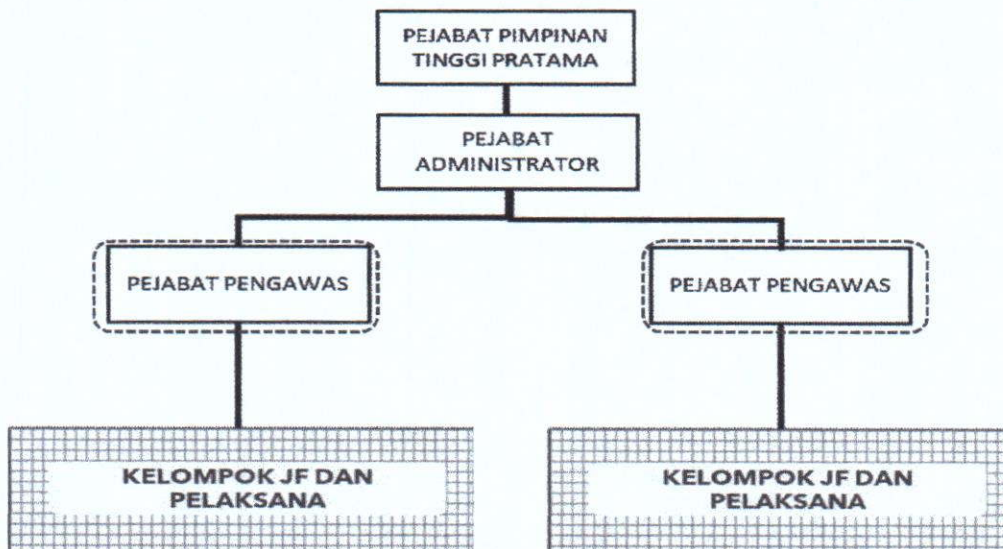 PEJABAT PIMPINAN
TINGGI PRATAMA
PEJABAT
ADMINISTRATOR
PEJABAT PENGAWAS
PEJABAT PENGAWAS
KELOMPOK JF DAN
PELAKSANA
KELOMPOK JF DAN
PELAKSANA